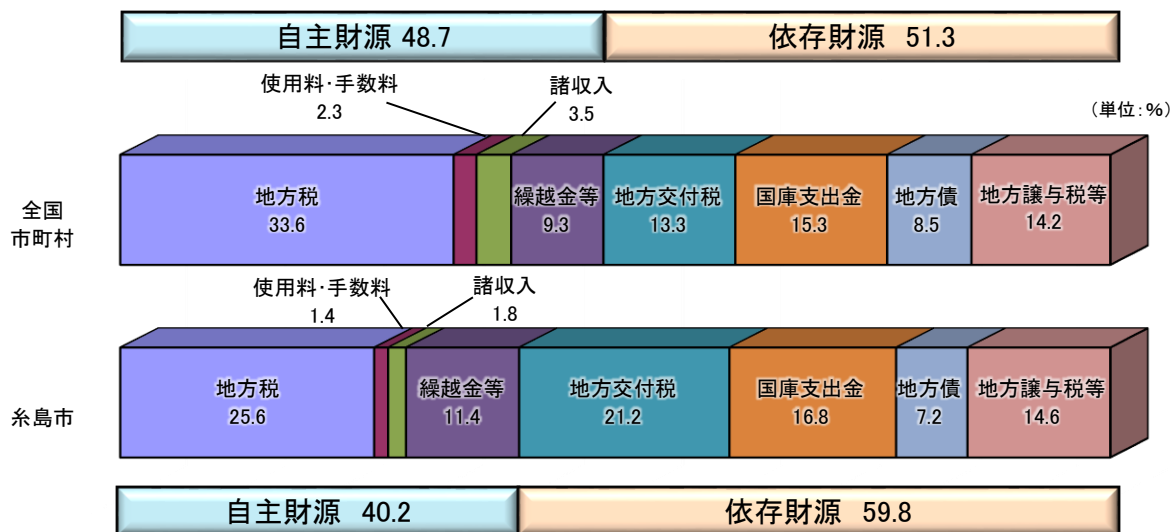 自主財源 48.7
依存財源 51.3
使用料・手数料
2.3
諸収入
3.5
(単位:%)
全国
市町村
地方税
33.6
繰越金等
9.3
地方交付税
13.3
国庫支出金
15.3
地方債
8.5
地方譲与税等
14.2
使用料・手数料
1.4
諸収入
1.8
糸島市
地方税
25.6
繰越金等
11.4
地方交付税
21.2
国庫支出金
16.8
地方債
7.2
地方譲与税等
14.6
自主財源 40.2
依存財源 59.8